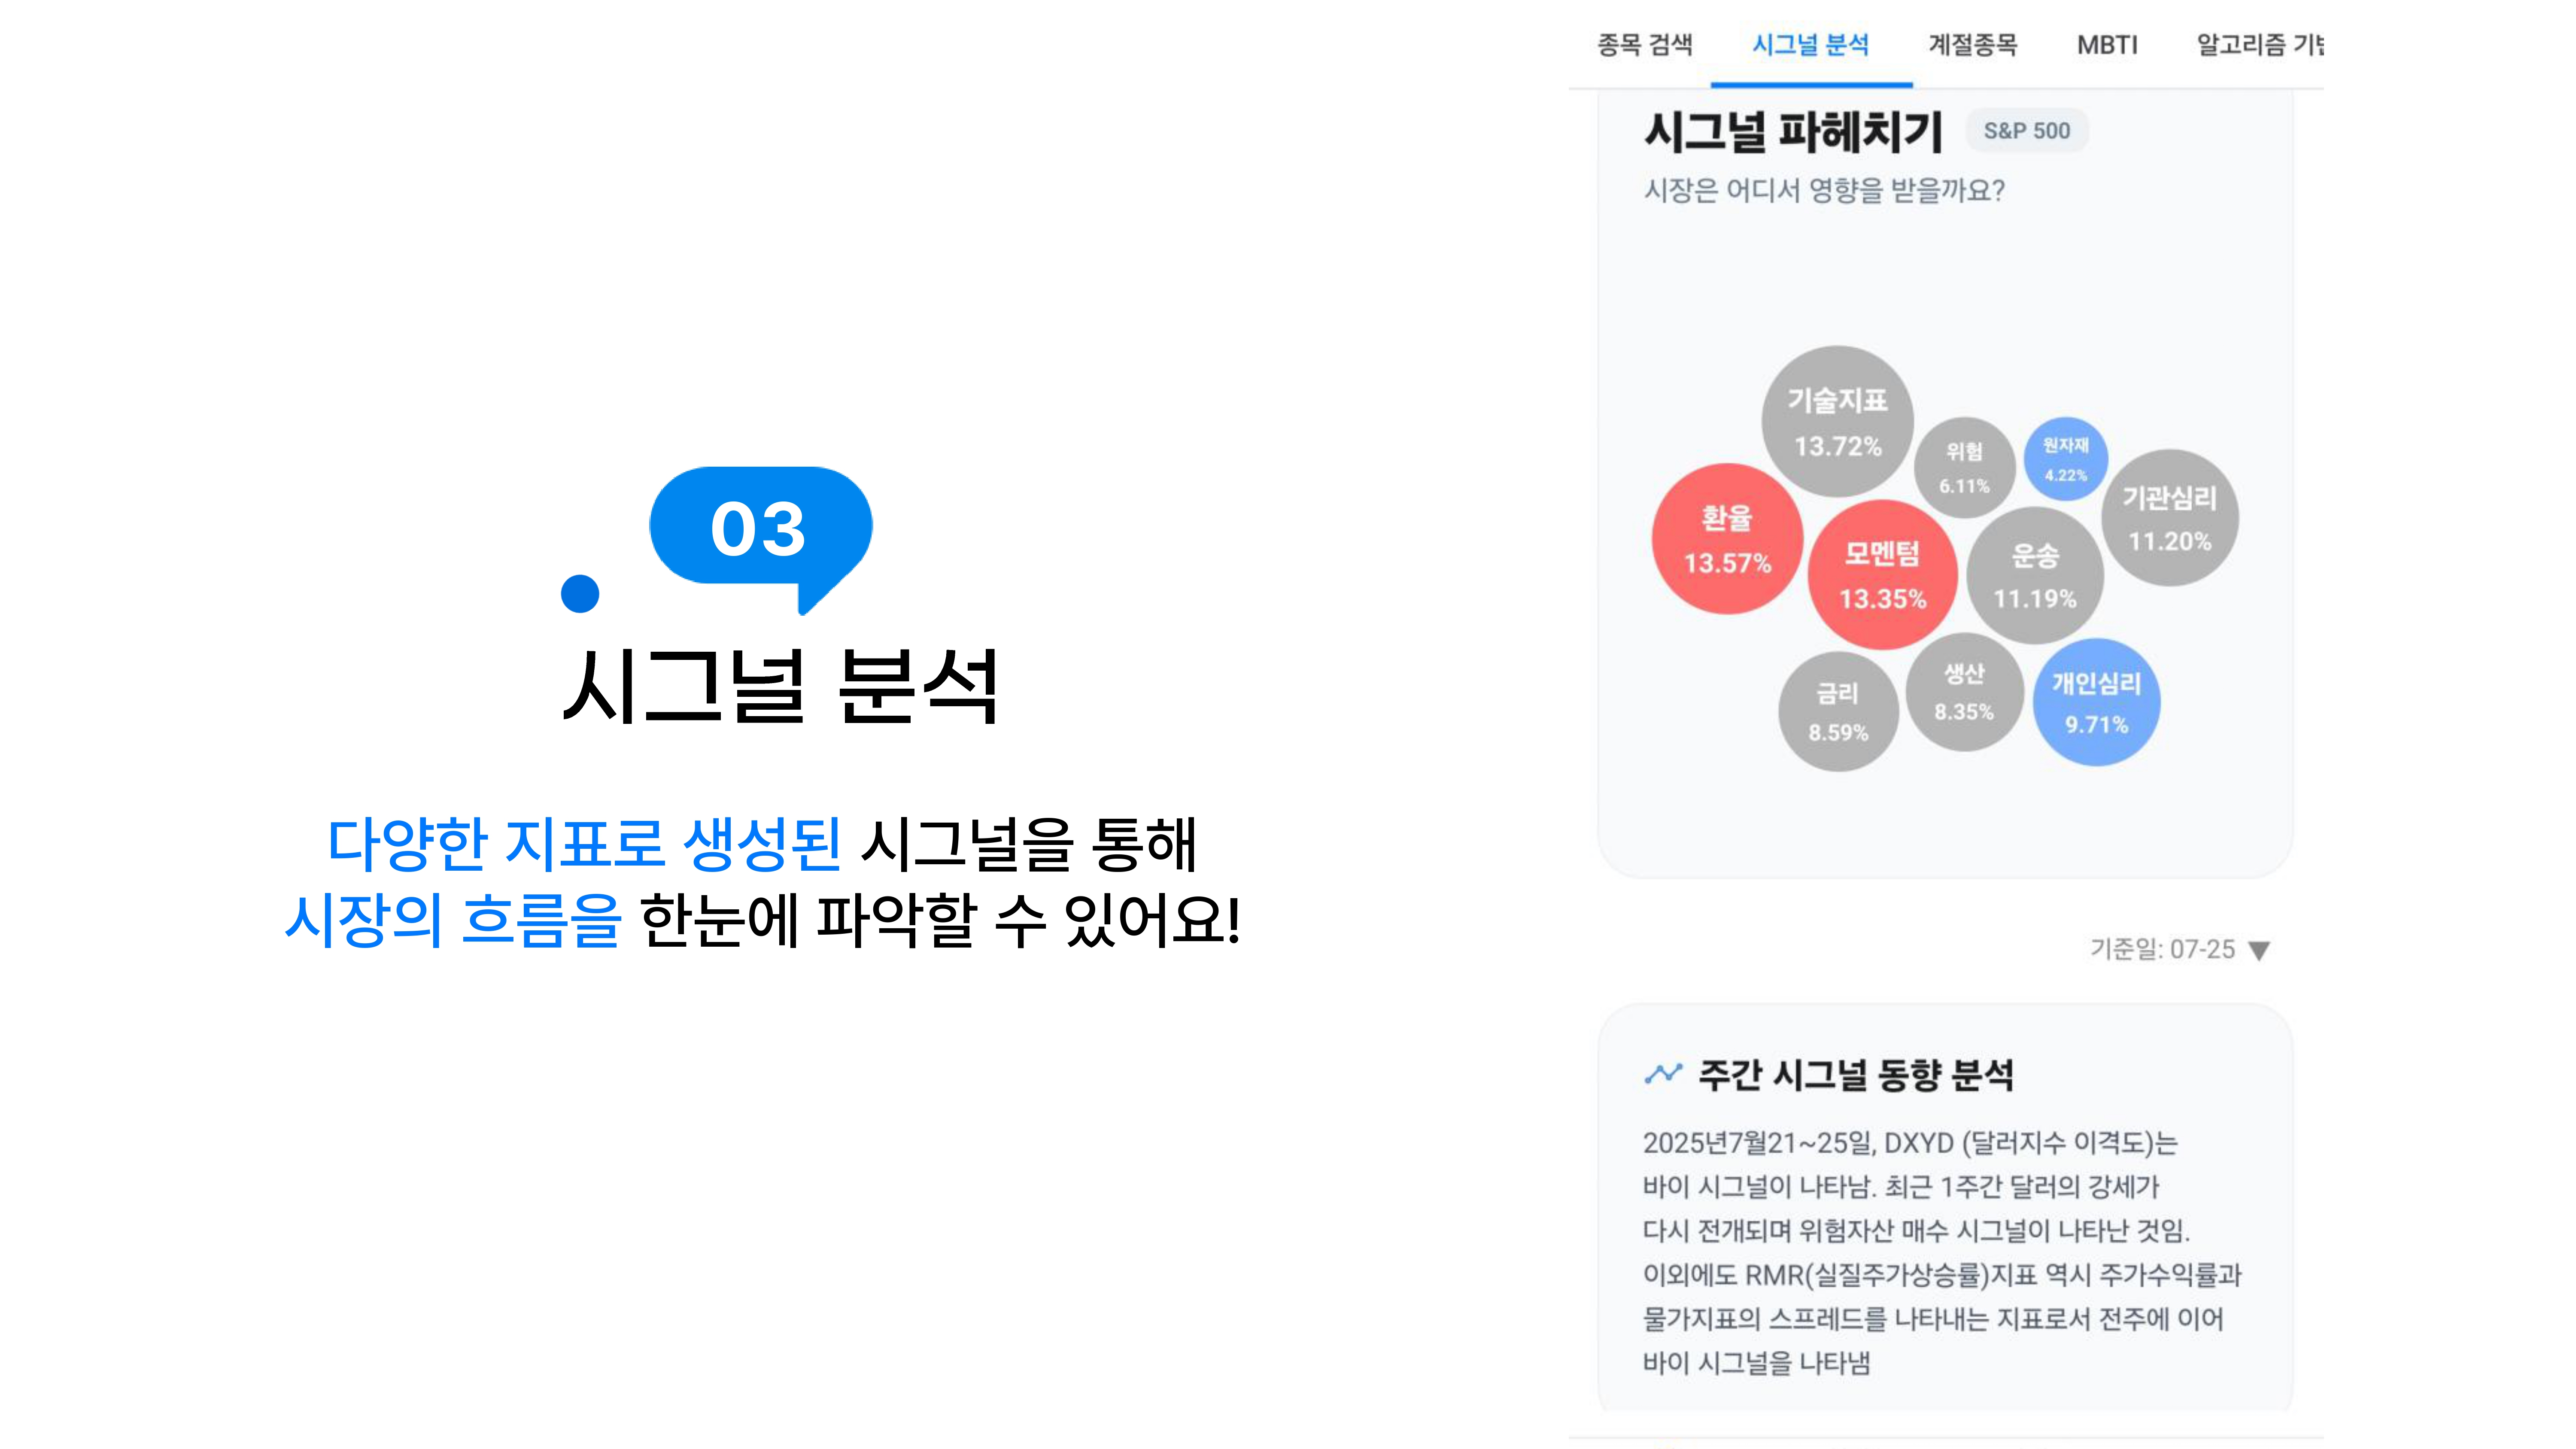 03
시그널 분석
다양한 지표로 생성된 시그널을 통해
시장의 흐름을 한눈에 파악할 수 있어요!
종목 검색 시그널 분석 계절종목 MBTI 알고리즘
시그널 파헤치기 S&P 500
시장은 어디서 영향을 받을까요?
기술지표
13.72%
위험
6.11%
원자재
4.22%
기관심리
11.20%
환율
13.57%
모멘텀
13.35%
운송
11.19%
금리
8.59%
생산
8.35%
개인심리
9.71%
기준일: 07-25 ▼
주간 시그널 동향 분석
2025년7월21~25일, DXYD (달러지수 이격도)는
바이 시그널이 나타남. 최근 1주간 달러의 강세가
다시 전개되며 위험자산 매수 시그널이 나타난 것임.
이외에도 RMR(실질주가상승률)지표 역시 주가수익률과
물가지표의 스프레드를 나타내는 지표로서 전주에 이어
바이 시그널을 나타냄